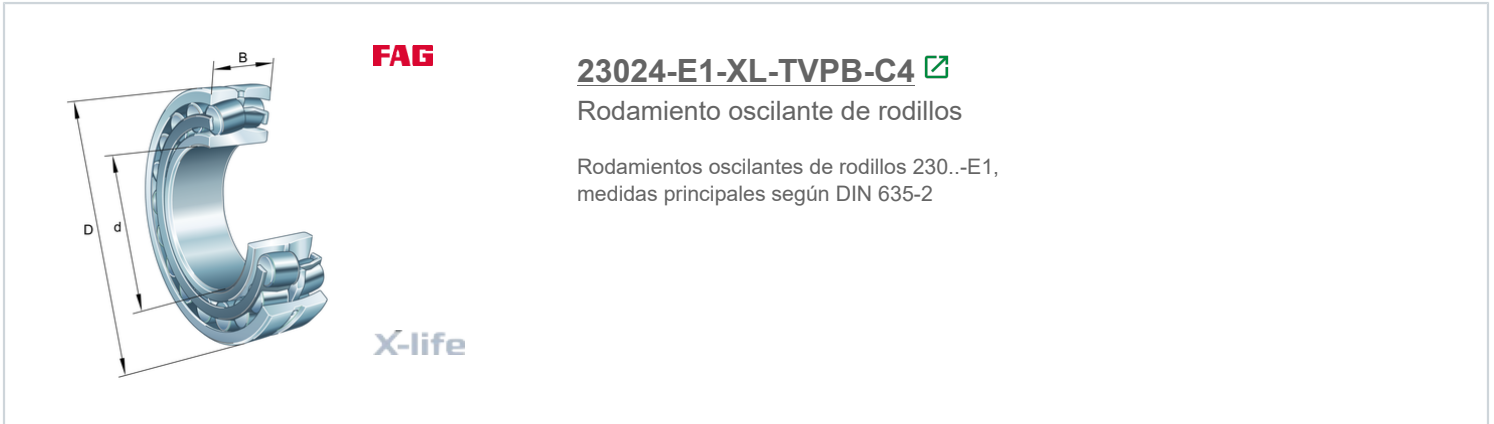 FAG
B
D
d
X-life
23024-E1-XL-TVPB-C4
Rodamiento oscilante de rodillos
Rodamientos oscilantes de rodillos 230..-E1,
medidas principales según DIN 635-2